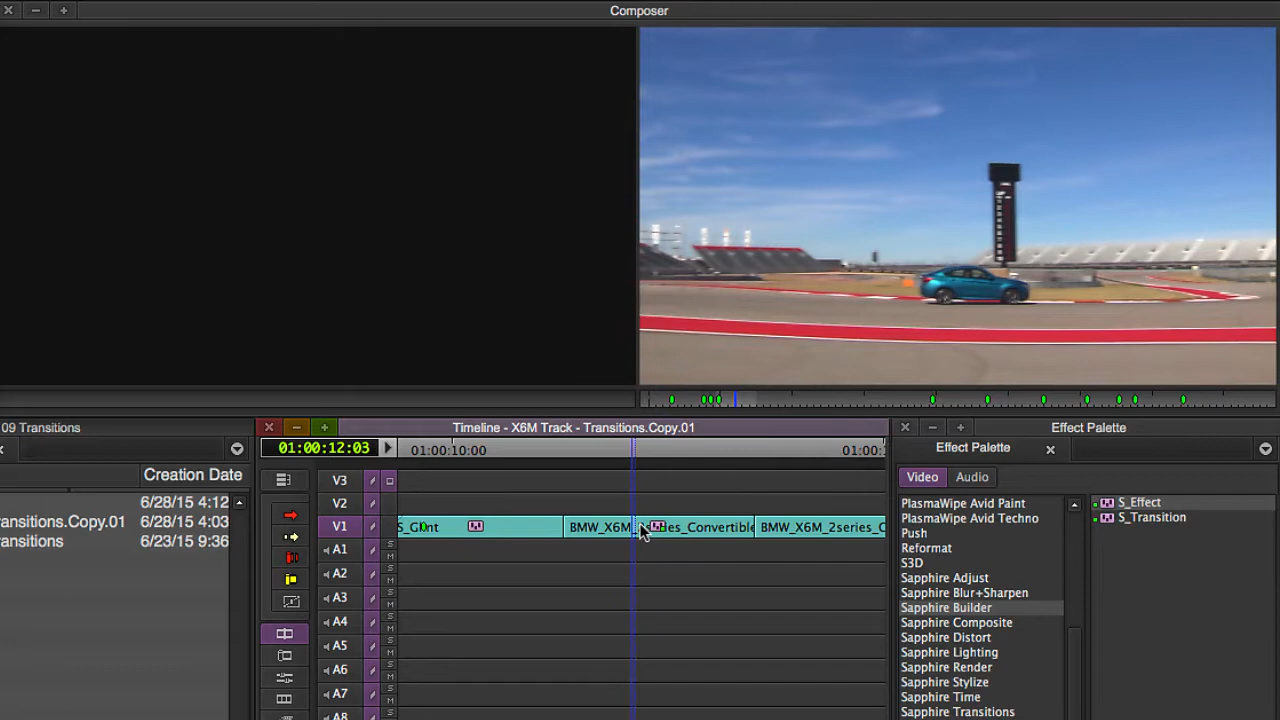 Composer
09 Transitions
Creation Date
6/28/15 4:12
ansitions.Copy.01 6/28/15 4:12
ansitions 6/23/15 9:36
Timeline - X6M Track - Transitions.Copy.01
01:00:12:03
01:00:10:00
01:00:
V3
V2
V1
BMW_X6M
ies_Convertible
BMW_X6M_2series_C
A1
S
M
A2
S
M
A3
S
M
A4
S
M
A5
S
M
A6
S
M
A7
S
M
A8
Effect Palette
Effect Palette
Video
Audio
PlasmaWipe Avid Paint
PlasmaWipe Avid Techno
Push
Reformat
S3D
Sapphire Adjust
Sapphire Blur+Sharpen
Sapphire Builder
Sapphire Composite
Sapphire Distort
Sapphire Lighting
Sapphire Render
Sapphire Stylize
Sapphire Time
Sapphire Transitions
S_Effect
S_Transition